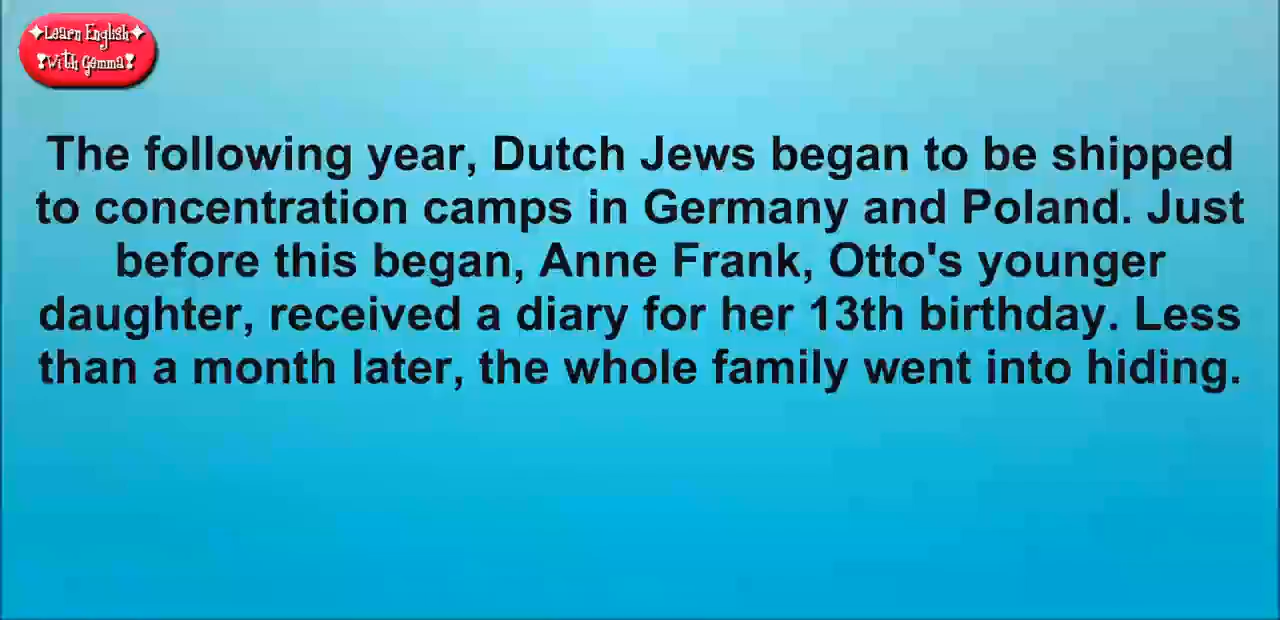 ✦Learn English✦
❣With Gemma❣
The following year, Dutch Jews began to be shipped
to concentration camps in Germany and Poland. Just
before this began, Anne Frank, Otto's younger
daughter, received a diary for her 13th birthday. Less
than a month later, the whole family went into hiding.